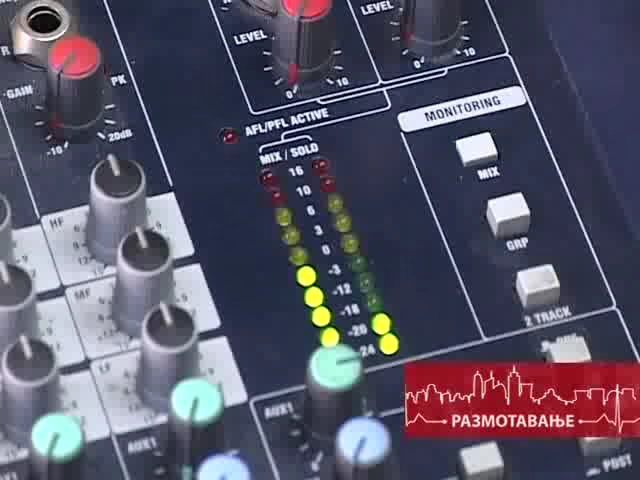 LEVEL
LEVEL
R
GAIN
PK
-10
20dB
0
10
0
10
AFL/PFL ACTIVE
MIX / SOLO
16
10
6
3
0
-3
-12
-18
-20
24
MONITORING
MIX
GRP
2 TRACK
HF
MF
LF
AUX1
AUX1
POST
РАЗМОТАВАЊЕ